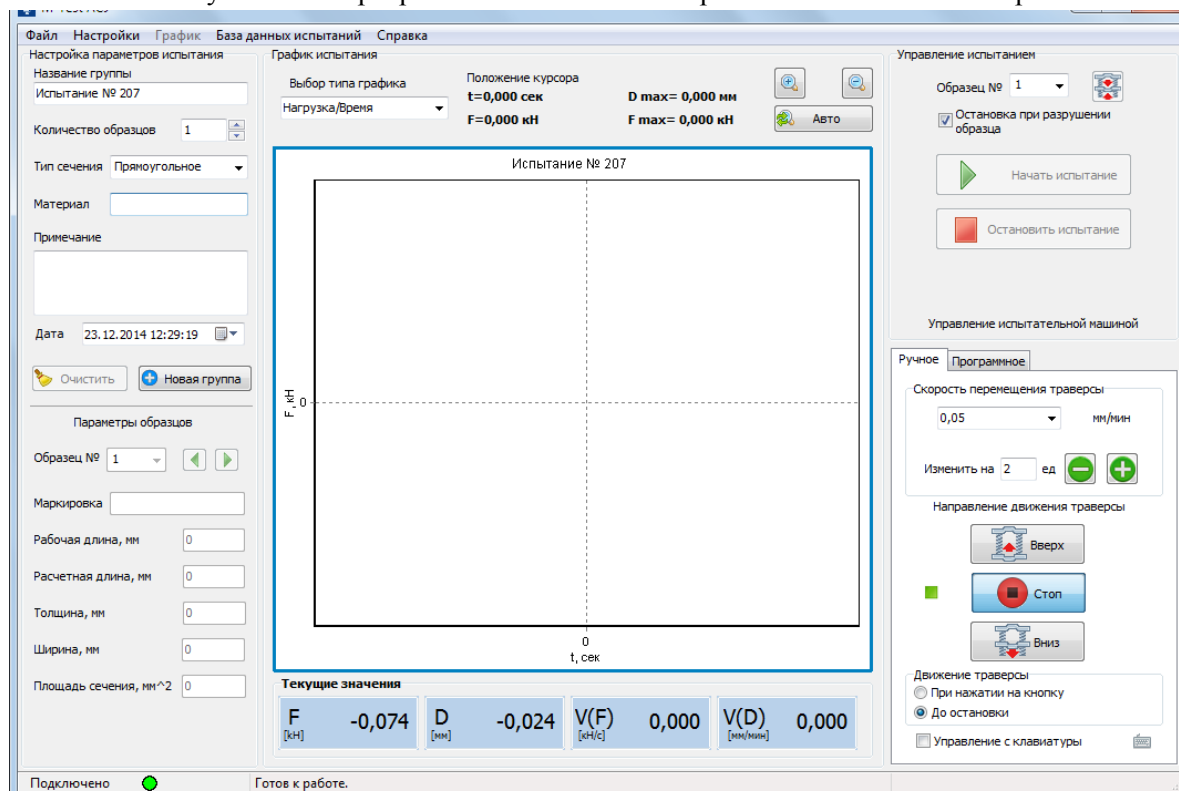 M-Test АСУ
Файл Настройки График База данных испытаний Справка
Настройка параметров испытания
Название группы
Испытание № 207
Количество образцов 1
Тип сечения Прямоугольное
Материал
Примечание
Дата 23.12.2014 12:29:19
Очистить Новая группа
Параметры образцов
Образец № 1
Маркировка
Рабочая длина, мм 0
Расчетная длина, мм 0
Толщина, мм 0
Ширина, мм 0
Площадь сечения, мм^2 0
График испытания
Выбор типа графика
Нагрузка/Время
Положение курсора
t=0,000 сек D max= 0,000 мм
F=0,000 кН F max= 0,000 кН
Авто
Испытание № 207
F, кН
0
0
t, сек
Текущие значения
F [кН] -0,074
D [мм] -0,024
V(F) [кН/с] 0,000
V(D) [мм/мин] 0,000
Управление испытанием
Образец № 1
Остановка при разрушении
образца
Начать испытание
Остановить испытание
Управление испытательной машиной
Ручное Программное
Скорость перемещения траверсы
0,05 мм/мин
Изменить на 2 ед
Направление движения траверсы
Вверх
Стоп
Вниз
Движение траверсы
При нажатии на кнопку
До остановки
Управление с клавиатуры
Подключено Готов к работе.